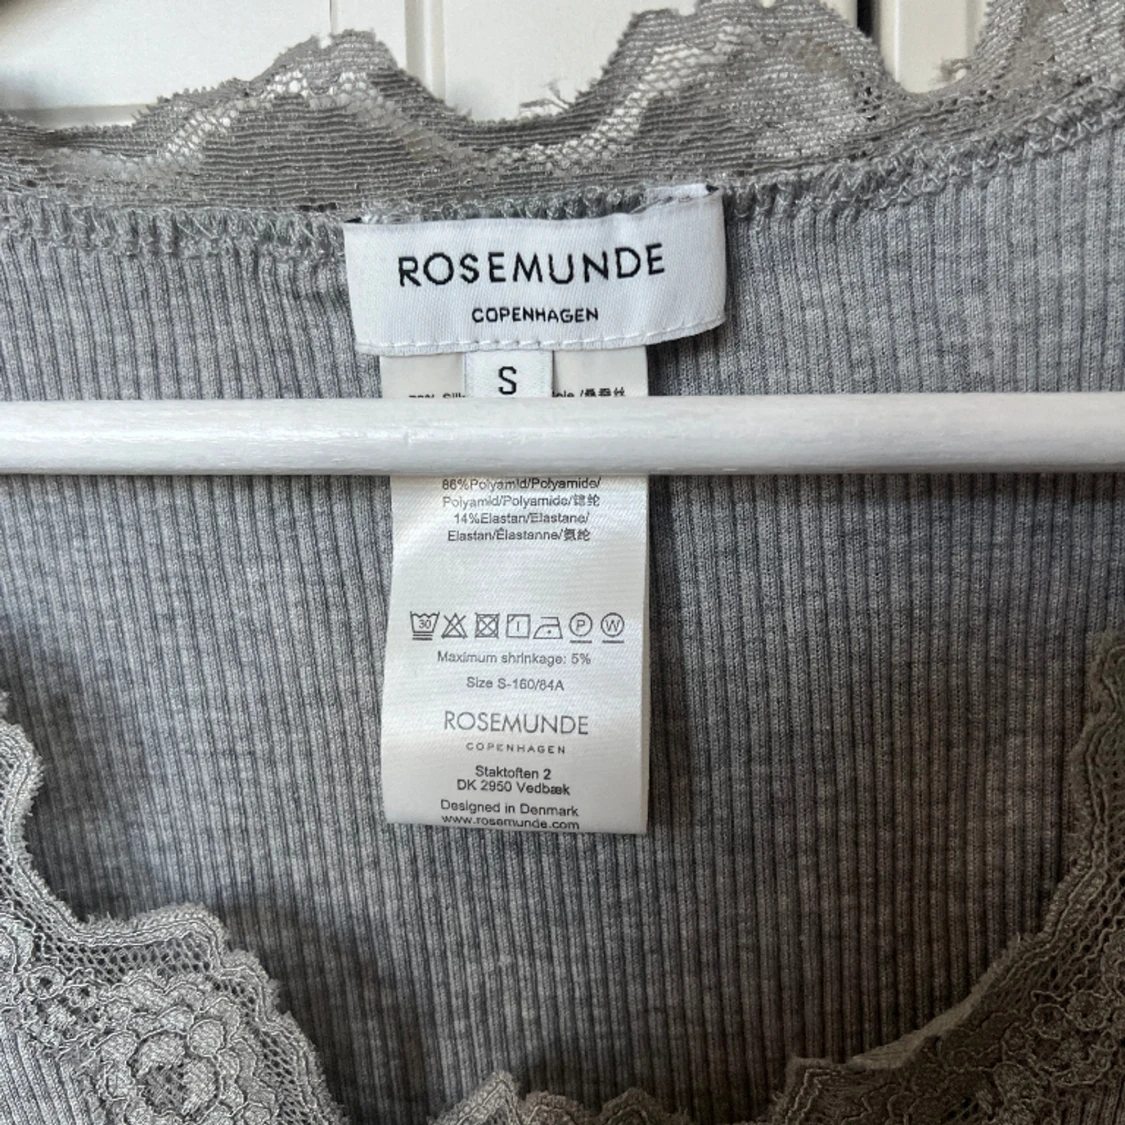 ROSEMUNDE
COPENHAGEN
S
86%Polyamid/Polyamide/
Polyamid/Polyamide/锦纶
14%Elastan/Elastane/
Elastan/Élastanne/氨纶
30 P W
Maximum shrinkage: 5%
Size S-160/84A
ROSEMUNDE
COPENHAGEN
Staktoften 2
DK 2950 Vedbæk
Designed in Denmark
www.rosemunde.com